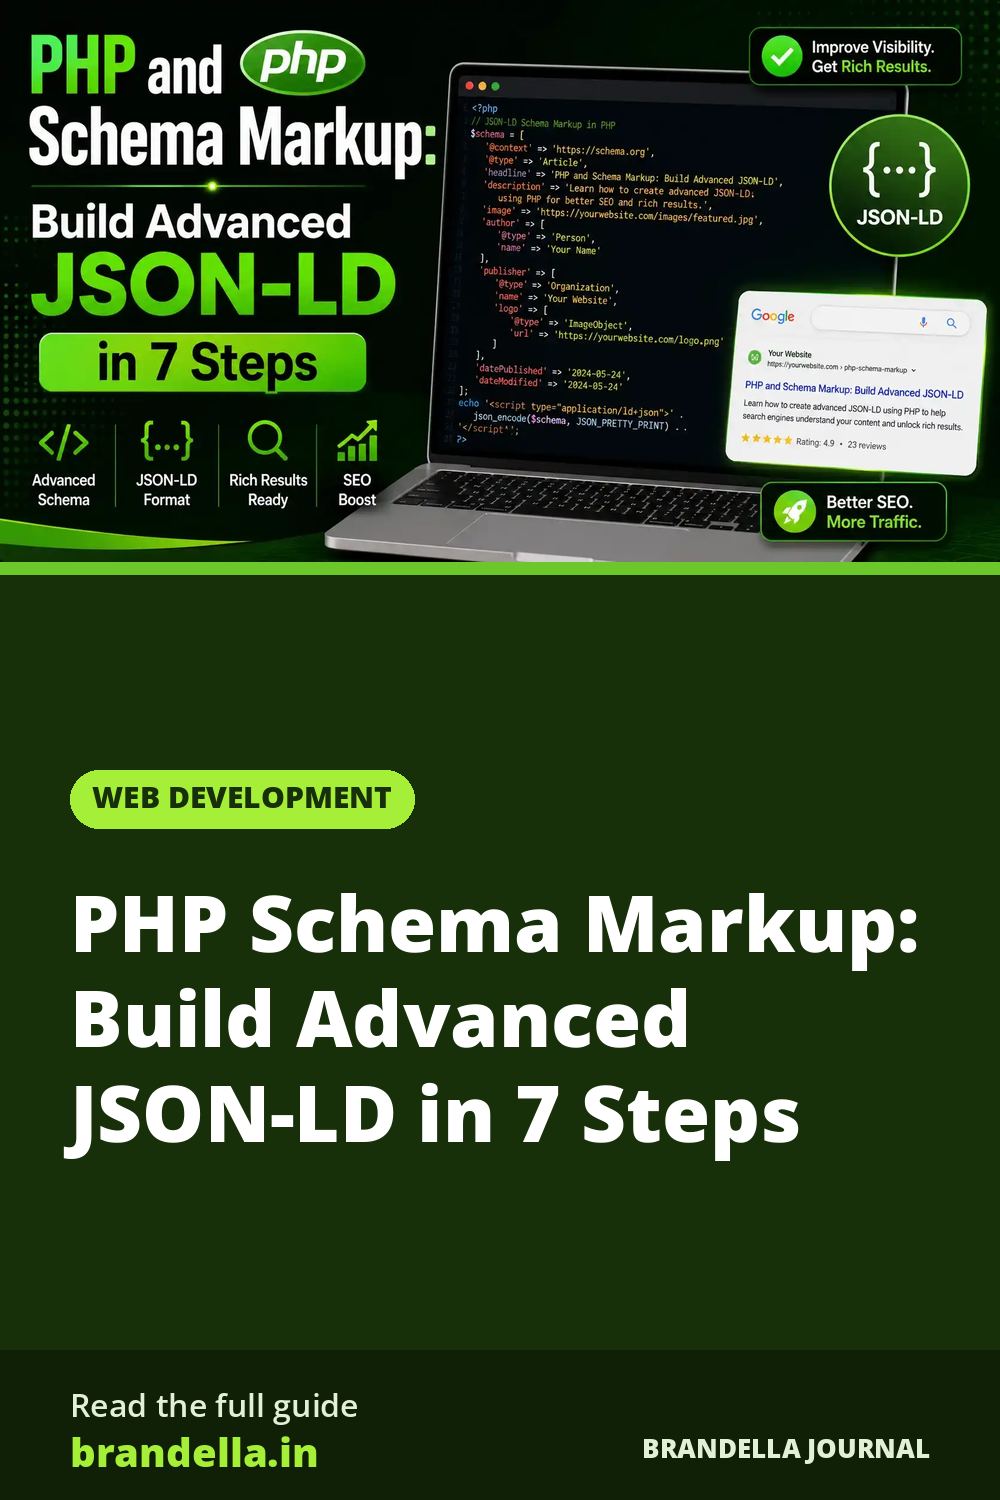 PHP and php
Schema Markup:
Build Advanced
JSON-LD
in 7 Steps
</>
Advanced
Schema
{...}
JSON-LD
Format
Rich Results
Ready
SEO
Boost
<?php
// JSON-LD Schema Markup in PHP
$schema = [
'@context' => 'https://schema.org',
'@type' => 'Article',
'headline' => 'PHP and Schema Markup: Build Advanced JSON-LD',
'description' => 'Learn how to create advanced JSON-LD:
using PHP for better SEO and rich results.',
'image' => 'https://yourwebsite.com/images/featured.jpg',
'author' => [
'@type' => 'Person',
'name' => 'Your Name'
],
'publisher' => [
'@type' => 'Organization',
'name' => 'Your Website',
'logo' => [
'@type' => 'ImageObject',
'url' => 'https://yourwebsite.com/logo.png'
]
],
'datePublished' => '2024-05-24',
'dateModified' => '2024-05-24'
];
echo '<script type="application/ld+json">' .
json_encode($schema, JSON_PRETTY_PRINT) . .
'</script'';
?>
Improve Visibility.
Get Rich Results.
{...}
JSON-LD
Google
Your Website
https://yourwebsite.com › php-schema-markup
PHP and Schema Markup: Build Advanced JSON-LD
Learn how to create advanced JSON-LD using PHP to help
search engines understand your content and unlock rich results.
Rating: 4.9 • 23 reviews
Better SEO.
More Traffic.
WEB DEVELOPMENT
PHP Schema Markup:
Build Advanced
JSON-LD in 7 Steps
Read the full guide
brandella.in
BRANDELLA JOURNAL